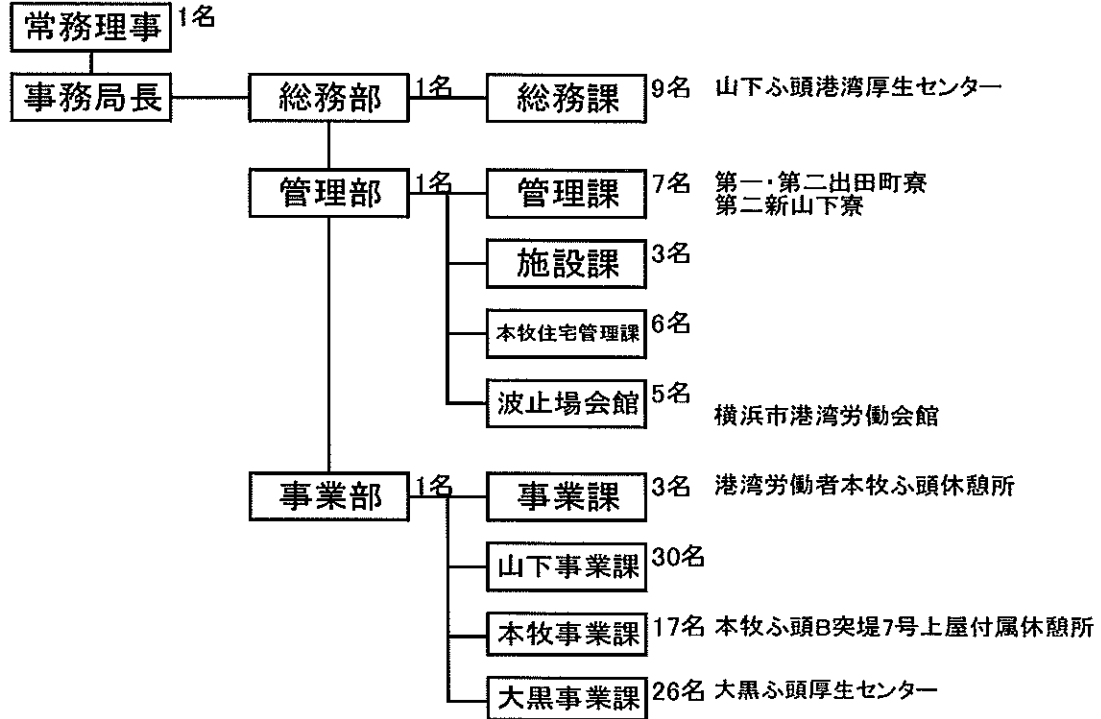 常務理事 1名
事務局長 総務部 1名 総務課 9名 山下ふ頭港湾厚生センター
管理部 1名 管理課 7名 第一・第二出田町寮
第二新山下寮
施設課 3名
本牧住宅管理課 6名
波止場会館 5名
横浜市港湾労働会館
事業部 1名 事業課 3名 港湾労働者本牧ふ頭休憩所
山下事業課 30名
本牧事業課 17名 本牧ふ頭B突堤7号上屋付属休憩所
大黒事業課 26名 大黒ふ頭厚生センター